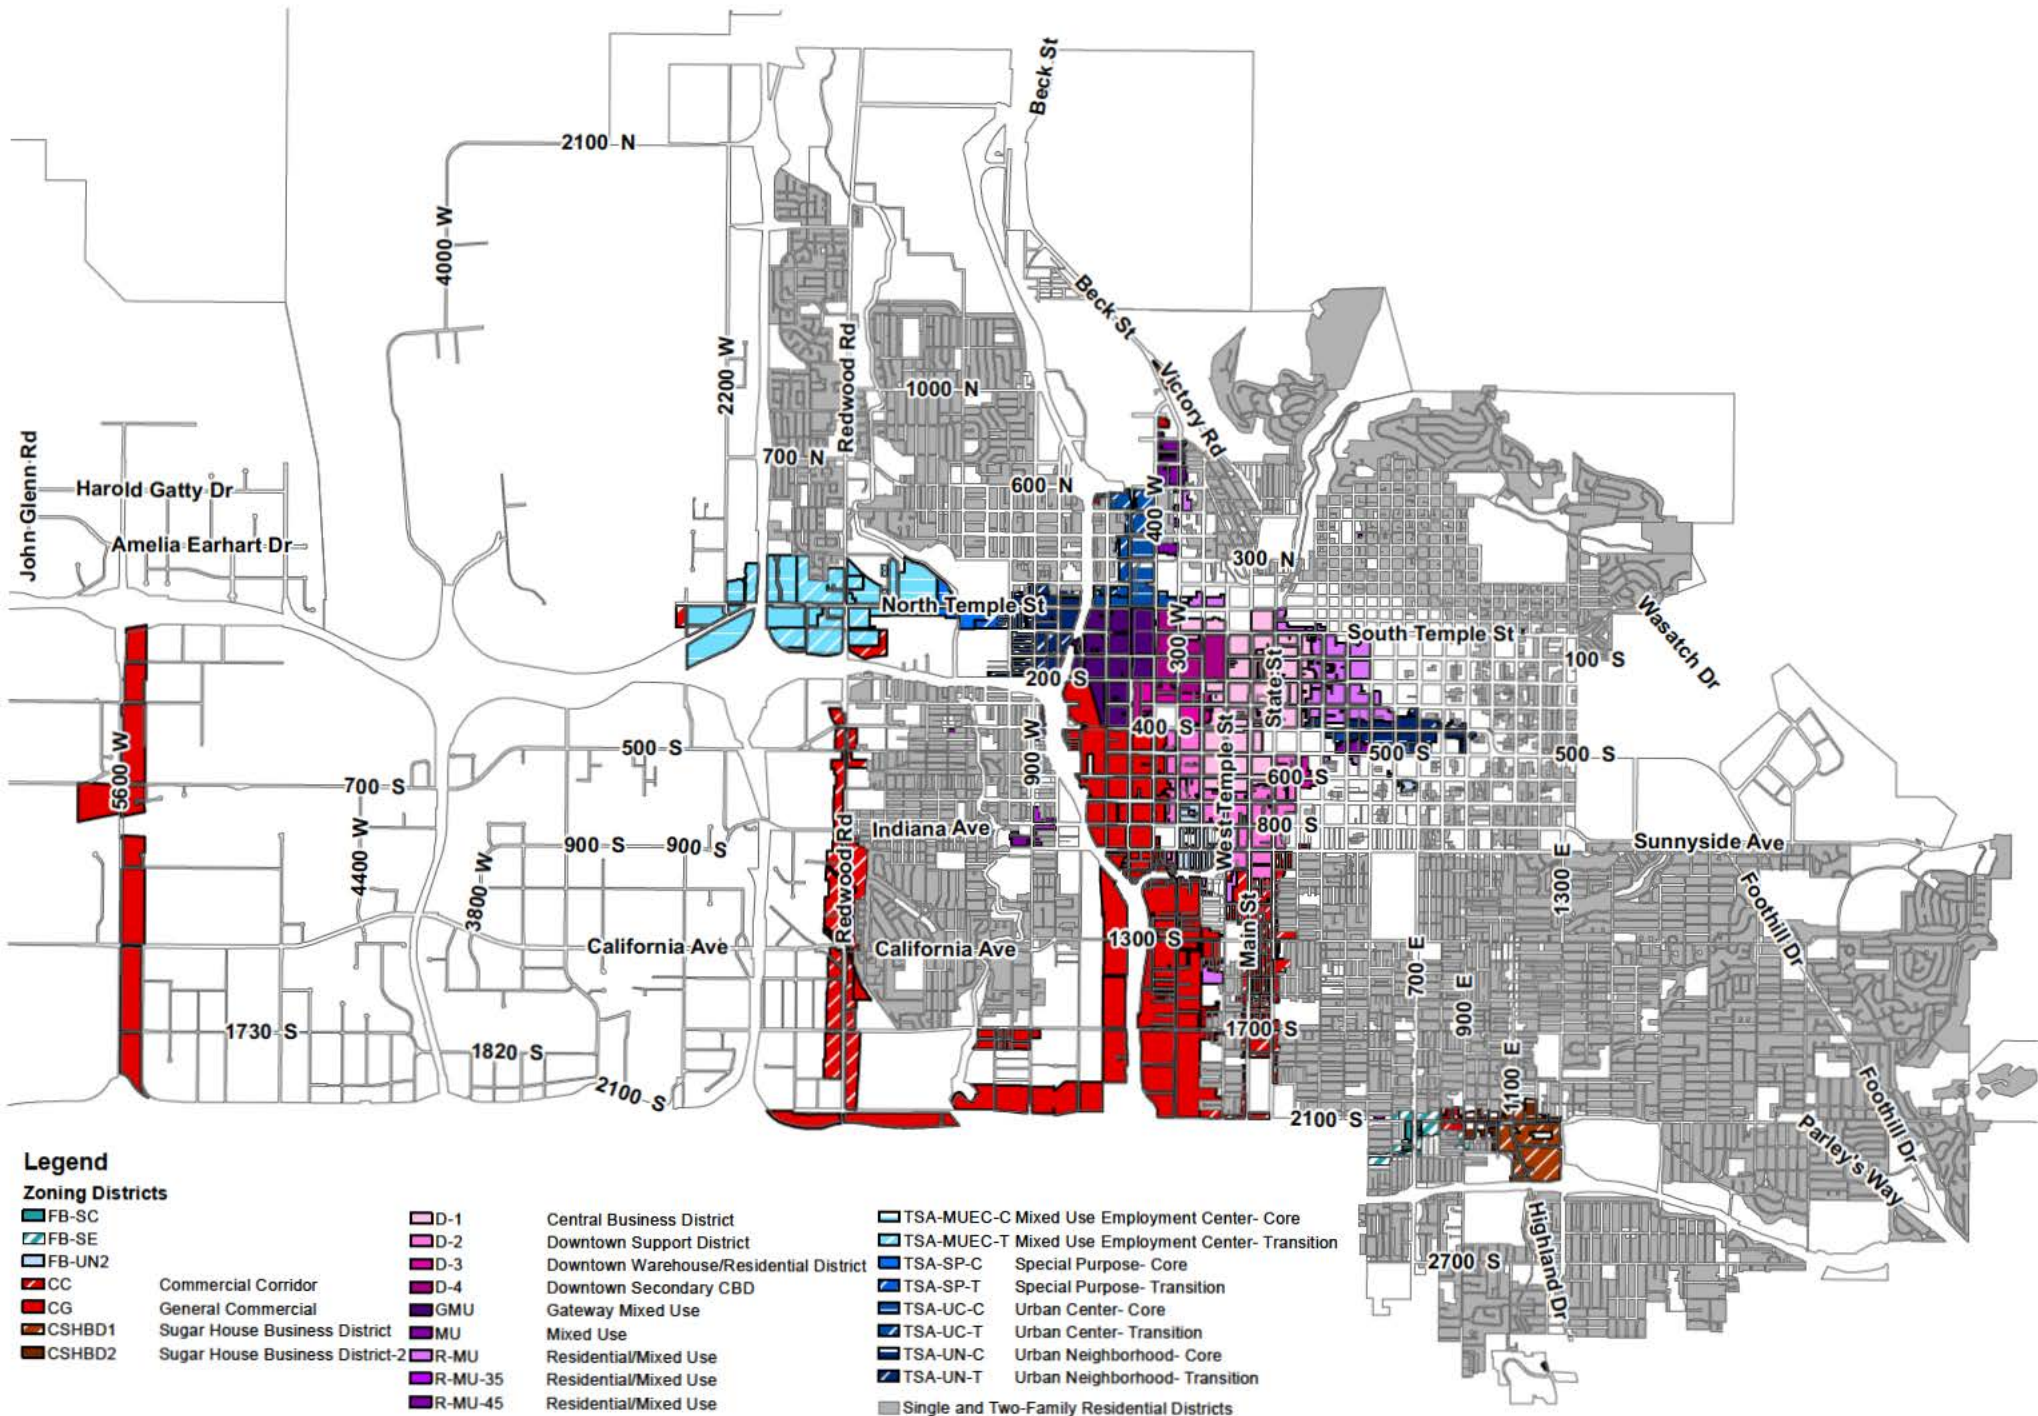 Beck St
2100 N
4000 W
Beck St
2200 W
Redwood Rd
1000 N
Victory Rd
700 N
600 N
400 W
John Glenn Rd
Harold Gatty Dr
Amelia Earhart Dr
300 N
North Temple St
300 W
South Temple St
Wasatch Dr
100 S
200 S
State St
400 S
West Temple St
900 W
500 S
500 S
500 S
5600 W
700 S
600 S
4400 W
Redwood Rd
Indiana Ave
800 S
900 S
900 S
3800 W
Sunnyside Ave
1300 E
Foothill Dr
California Ave
California Ave
1300 S
Main St
700 E
900 E
1730 S
1700 S
1820 S
1100 E
2100 S
2100 S
Foothill Dr
Parley's Way
Highland Dr
2700 S
Legend
Zoning Districts
FB-SC
FB-SE
FB-UN2
CC Commercial Corridor
CG General Commercial
CSHBD1 Sugar House Business District
CSHBD2 Sugar House Business District-2
D-1 Central Business District
D-2 Downtown Support District
D-3 Downtown Warehouse/Residential District
D-4 Downtown Secondary CBD
GMU Gateway Mixed Use
MU Mixed Use
R-MU Residential/Mixed Use
R-MU-35 Residential/Mixed Use
R-MU-45 Residential/Mixed Use
TSA-MUEC-C Mixed Use Employment Center- Core
TSA-MUEC-T Mixed Use Employment Center- Transition
TSA-SP-C Special Purpose- Core
TSA-SP-T Special Purpose- Transition
TSA-UC-C Urban Center- Core
TSA-UC-T Urban Center- Transition
TSA-UN-C Urban Neighborhood- Core
TSA-UN-T Urban Neighborhood- Transition
Single and Two-Family Residential Districts